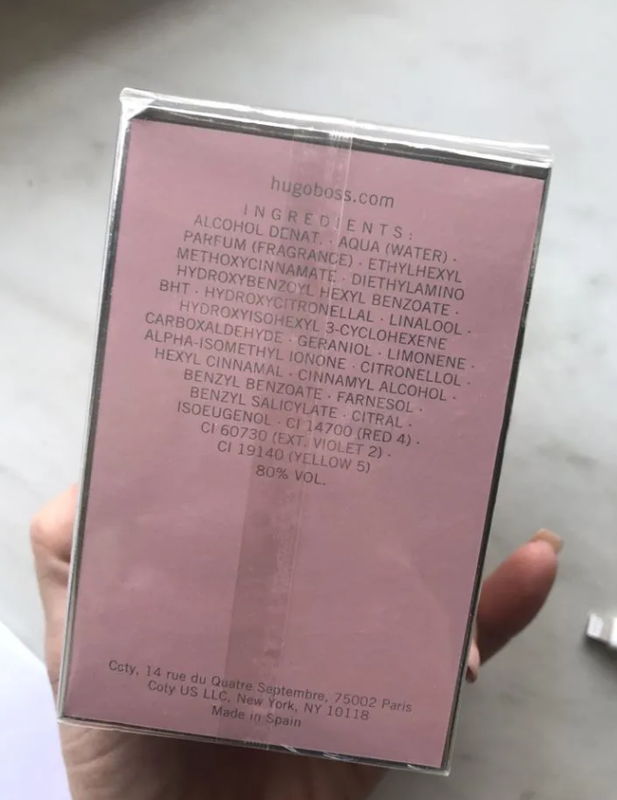 hugoboss.com
INGREDIENTS:
ALCOHOL DENAT. · AQUA (WATER) ·
PARFUM (FRAGRANCE) · ETHYLHEXYL
METHOXYCINNAMATE · DIETHYLAMINO
HYDROXYBENZOYL HEXYL BENZOATE ·
BHT · HYDROXYCITRONELLAL · LINALOOL ·
HYDROXYISOHEXYL 3-CYCLOHEXENE
CARBOXALDEHYDE · GERANIOL · LIMONENE ·
ALPHA-ISOMETHYL IONONE · CITRONELLOL ·
HEXYL CINNAMAL · CINNAMYL ALCOHOL ·
BENZYL BENZOATE · FARNESOL ·
BENZYL SALICYLATE · CITRAL ·
ISOEUGENOL · CI 14700 (RED 4) ·
CI 60730 (EXT. VIOLET 2) ·
CI 19140 (YELLOW 5)
80% VOL.
Coty, 14 rue du Quatre Septembre, 75002 Paris
Coty US LLC, New York, NY 10118
Made in Spain